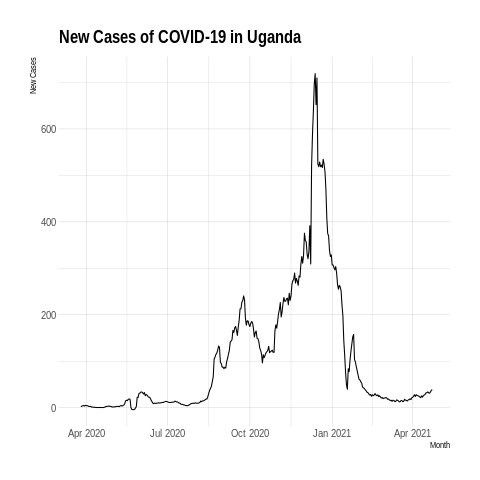 New Cases of COVID-19 in Uganda
New Cases
600
400
200
0
Apr 2020 Jul 2020 Oct 2020 Jan 2021 Apr 2021
Month